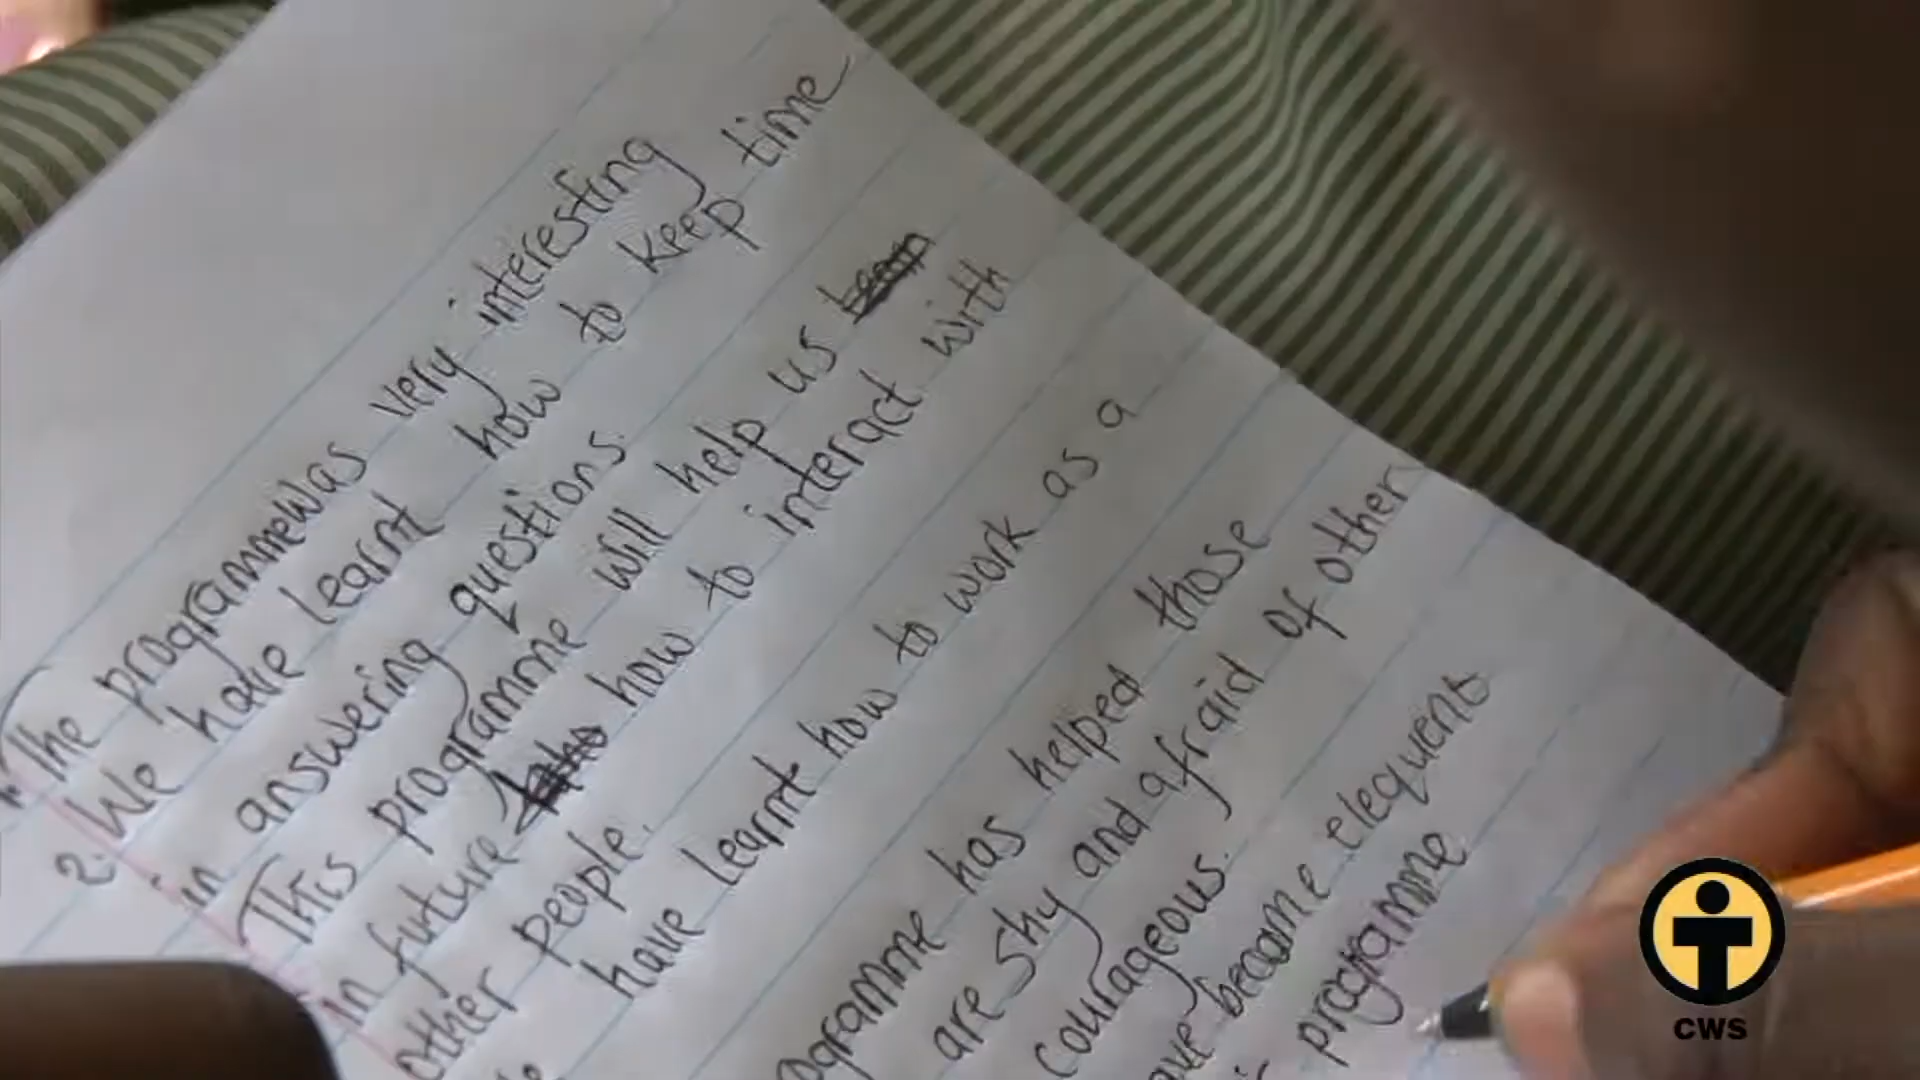 1. The programme was very interesting
2. We have learnt how to keep time
in answering questions.
This programme will help us
in future how to interact with
other people.
have learnt how to work as a
has helped those
are shy and afraid of other
courageous.
become elequent
programme
CWS